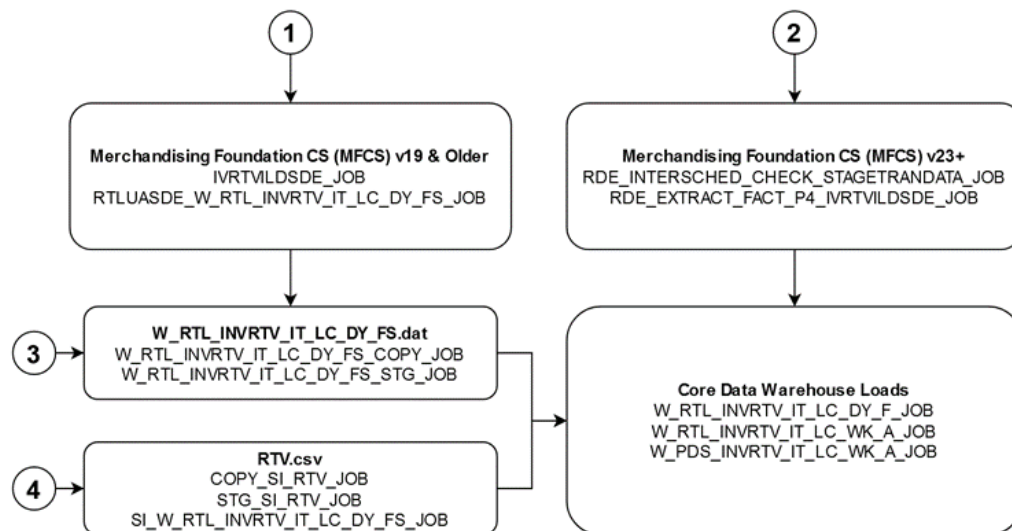 1
2
Merchandising Foundation CS (MFCS) v19 & Older
IVRTVILDSDE_JOB
RTLUASDE_W_RTL_INVRTV_IT_LC_DY_FS_JOB
Merchandising Foundation CS (MFCS) v23+
RDE_INTERSCHED_CHECK_STAGETRANDATA_JOB
RDE_EXTRACT_FACT_P4_IVRTVILDSDE_JOB
3
W_RTL_INVRTV_IT_LC_DY_FS.dat
W_RTL_INVRTV_IT_LC_DY_FS_COPY_JOB
W_RTL_INVRTV_IT_LC_DY_FS_STG_JOB
4
RTV.csv
COPY_SI_RTV_JOB
STG_SI_RTV_JOB
SI_W_RTL_INVRTV_IT_LC_DY_FS_JOB
Core Data Warehouse Loads
W_RTL_INVRTV_IT_LC_DY_F_JOB
W_RTL_INVRTV_IT_LC_WK_A_JOB
W_PDS_INVRTV_IT_LC_WK_A_JOB